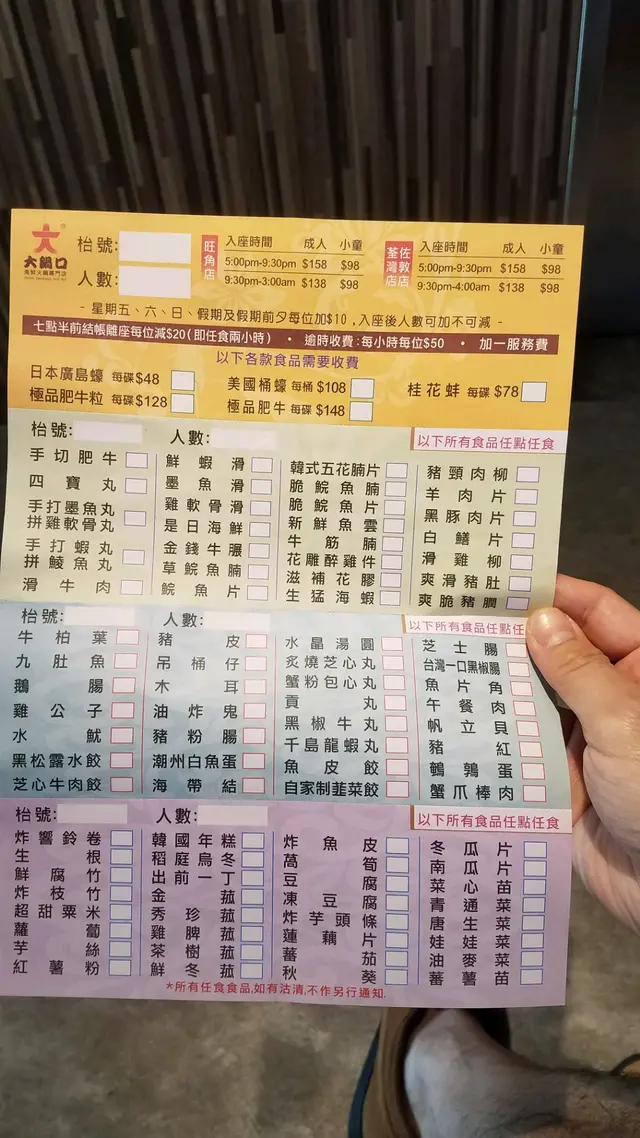 大鍋口
海鮮火鍋專門店
枱號:
人數:
旺角店
入座時間 成人 小童
5:00pm-9:30pm $158 $98
9:30pm-3:00am $138 $98
荃灣店 佐敦店
入座時間 成人 小童
5:00pm-9:30pm $158 $98
9:30pm-4:00am $138 $98
- 星期五、六、日、假期及假期前夕每位加$10 ,入座後人數可加不可減 -
七點半前結帳離座每位減$20(即任食兩小時) • 逾時收費:每小時每位$50 • 加一服務費
以下各款食品需要收費
日本廣島蠔 每碟$48 美國桶蠔 每桶$108 桂花蚌 每碟$78
極品肥牛粒 每碟$128 極品肥牛 每碟$148
枱號: 人數: 以下所有食品任點任食
手切肥牛 鮮蝦滑 韓式五花腩片 豬頸肉柳
四寶丸 墨魚滑 脆鯇魚腩 羊肉片
手打墨魚丸拼雞軟骨丸 雞軟骨滑 脆鯇魚片 黑豚肉片
手打蝦丸拼鯪魚丸 是日海鮮 新鮮魚雲 白鱔片
滑牛肉 金錢牛𦟌 牛筋腩 滑雞柳
草鯇魚腩 花雕醉雞件 爽滑豬肚
鯇魚片 滋補花膠 爽脆豬膶
生猛海蝦
枱號: 人數: 以下所有食品任點任
牛柏葉 豬皮 水晶湯圓 芝士腸
九肚魚 吊桶仔 炙燒芝心丸 台灣一口黑椒腸
鵝腸 木耳 蟹粉包心丸 魚片角
雞公子 油炸鬼 貢丸 午餐肉
水魷 豬粉腸 黑椒牛丸 帆立貝
黑松露水餃 潮州白魚蛋 千島龍蝦丸 豬紅
芝心牛肉餃 海帶結 魚皮餃 鵪鶉蛋
自家制韮菜餃 蟹爪棒肉
枱號: 人數: 以下所有食品任點任食
炸響鈴卷 韓國年糕 炸魚皮 冬瓜片
生根 稻庭烏冬 萵筍 南瓜片
鮮腐竹 出前一丁 豆腐 菜心苗
炸枝竹 金菇 凍豆腐 青通菜
超甜粟米 秀珍菇 炸芋頭條 唐生菜
蘿蔔 雞髀菇 蓮藕片 娃娃菜
芋絲 茶樹菇 蕃茄 油麥菜
紅薯粉 鮮冬菇 秋葵 蕃薯苗
*所有任食食品,如有沽清,不作另行通知.